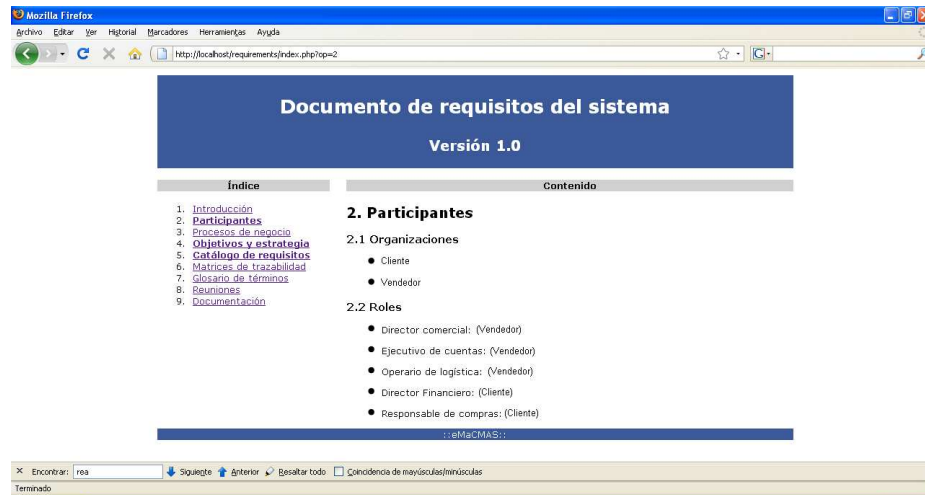 Mozilla Firefox
Archivo Editar Ver Historial Marcadores Herramientas Ayuda
http://localhost/requirements/index.php?op=2
G
Documento de requisitos del sistema
Versión 1.0
Índice
1. Introducción
2. Participantes
3. Procesos de negocio
4. Objetivos y estrategia
5. Catálogo de requisitos
6. Matrices de trazabilidad
7. Glosario de términos
8. Reuniones
9. Documentación
Contenido
2. Participantes
2.1 Organizaciones
Cliente
Vendedor
2.2 Roles
Director comercial: (Vendedor)
Ejecutivo de cuentas: (Vendedor)
Operario de logística: (Vendedor)
Director Financiero: (Cliente)
Responsable de compras: (Cliente)
::eMaCMAS::
Encontrar: rea Siguiente Anterior Resaltar todo Coincidencia de mayúsculas/minúsculas
Terminado